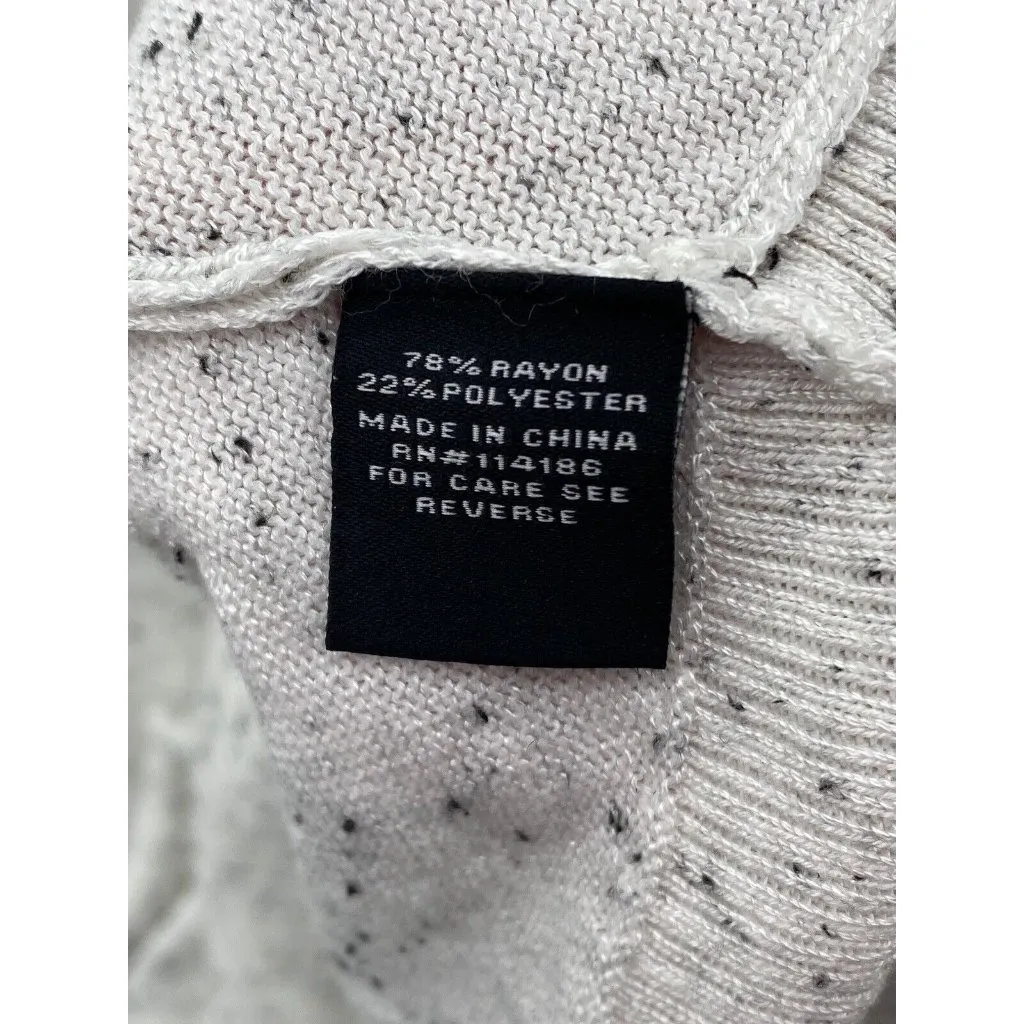 78% RAYON
22% POLYESTER
MADE IN CHINA
RN#114186
FOR CARE SEE
REVERSE